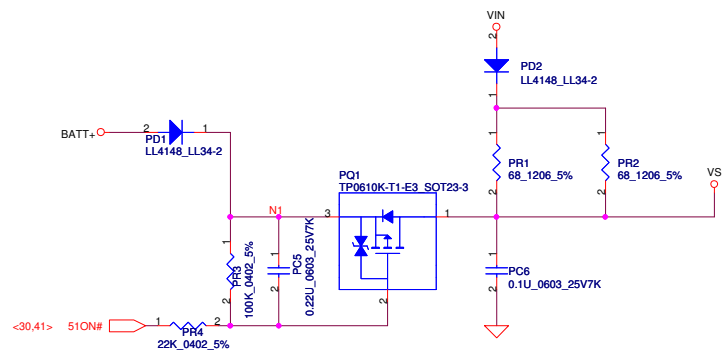 VIN
2
PD2
LL4148_LL34-2
1
BATT+
2
1
PD1
LL4148_LL34-2
1
1
PR1
68_1206_5%
PR2
68_1206_5%
2
2
VS
PQ1
TP0610K-T1-E3_SOT23-3
N1
3
1
2
1
PR3
100K_0402_5%
2
1
PC5
0.22U_0603_25V7K
2
1
PC6
0.1U_0603_25V7K
2
<30,41>
51ON#
1
2
PR4
22K_0402_5%